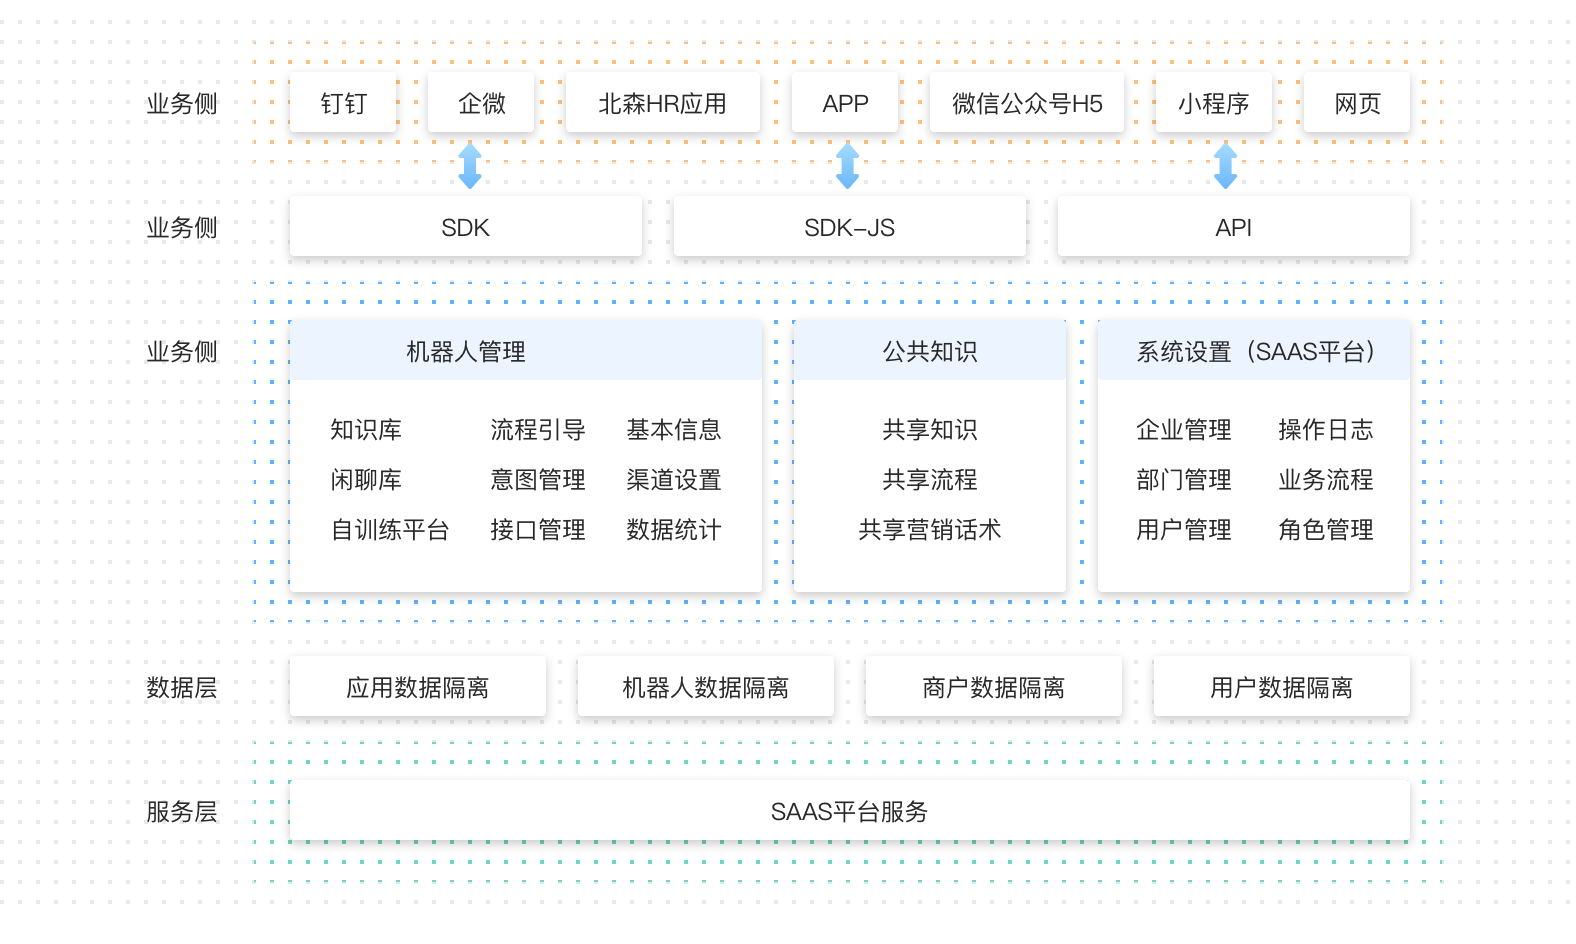 业务侧
钉钉
企微
北森HR应用
APP
微信公众号H5
小程序
网页
业务侧
SDK
SDK-JS
API
业务侧
机器人管理
知识库
流程引导
基本信息
闲聊库
意图管理
渠道设置
自训练平台
接口管理
数据统计
公共知识
共享知识
共享流程
共享营销话术
系统设置（SAAS平台）
企业管理
操作日志
部门管理
业务流程
用户管理
角色管理
数据层
应用数据隔离
机器人数据隔离
商户数据隔离
用户数据隔离
服务层
SAAS平台服务